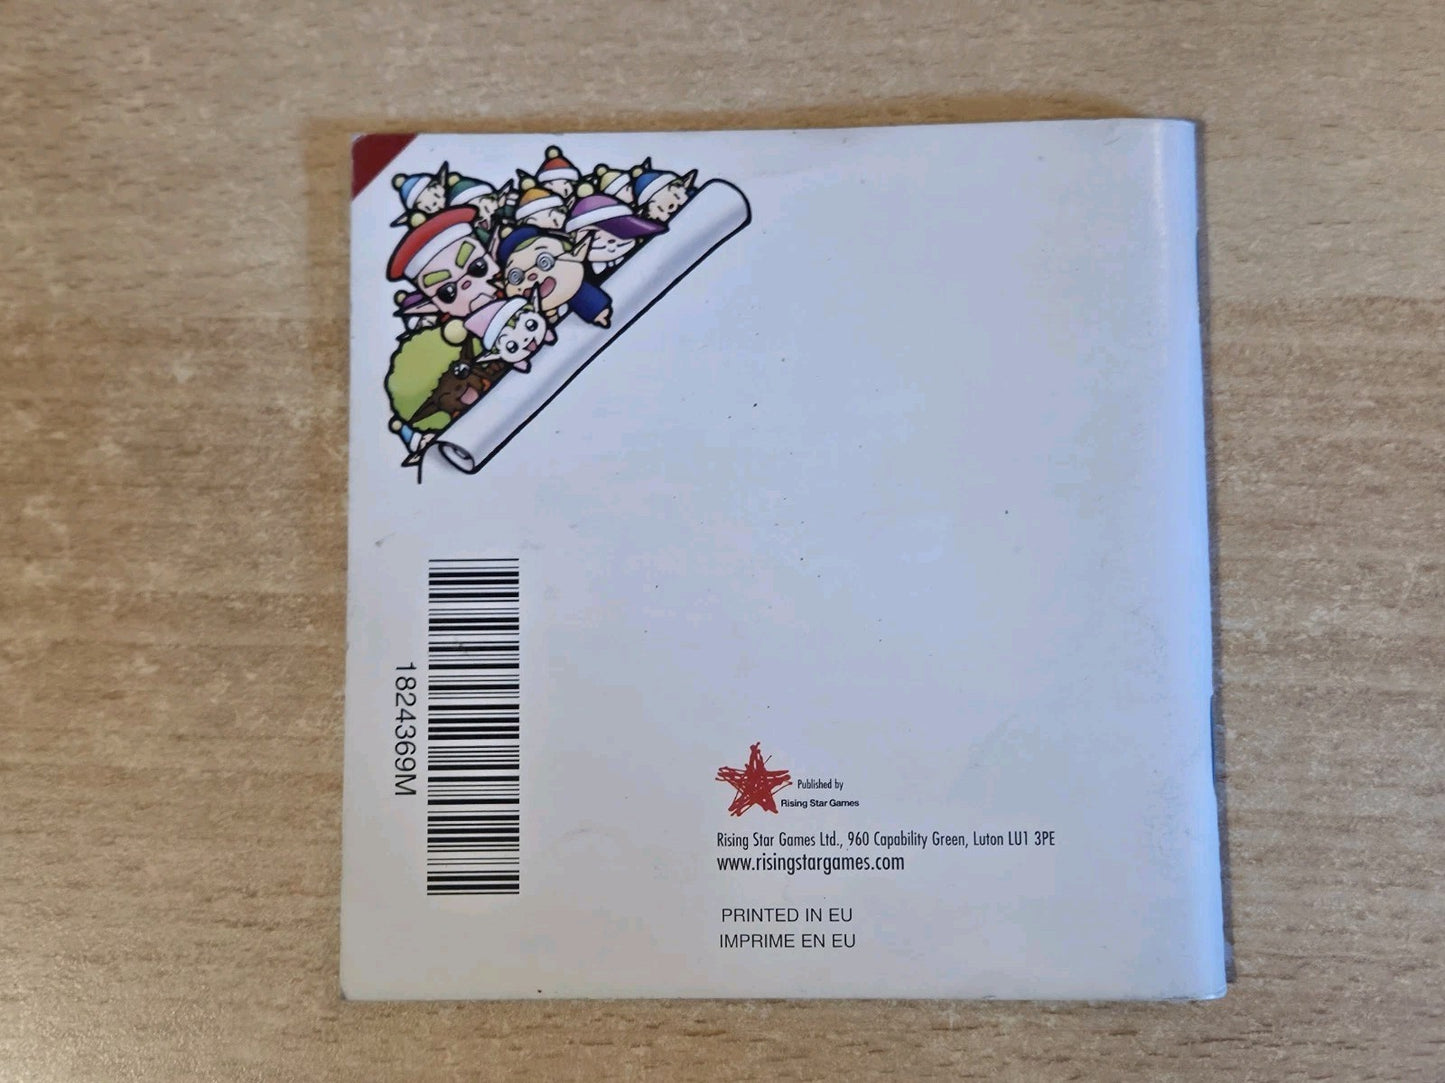 1824369M
Published by
Rising Star Games
Rising Star Games Ltd., 960 Capability Green, Luton LU1 3PE
www.risingstargames.com
PRINTED IN EU
IMPRIME EN EU